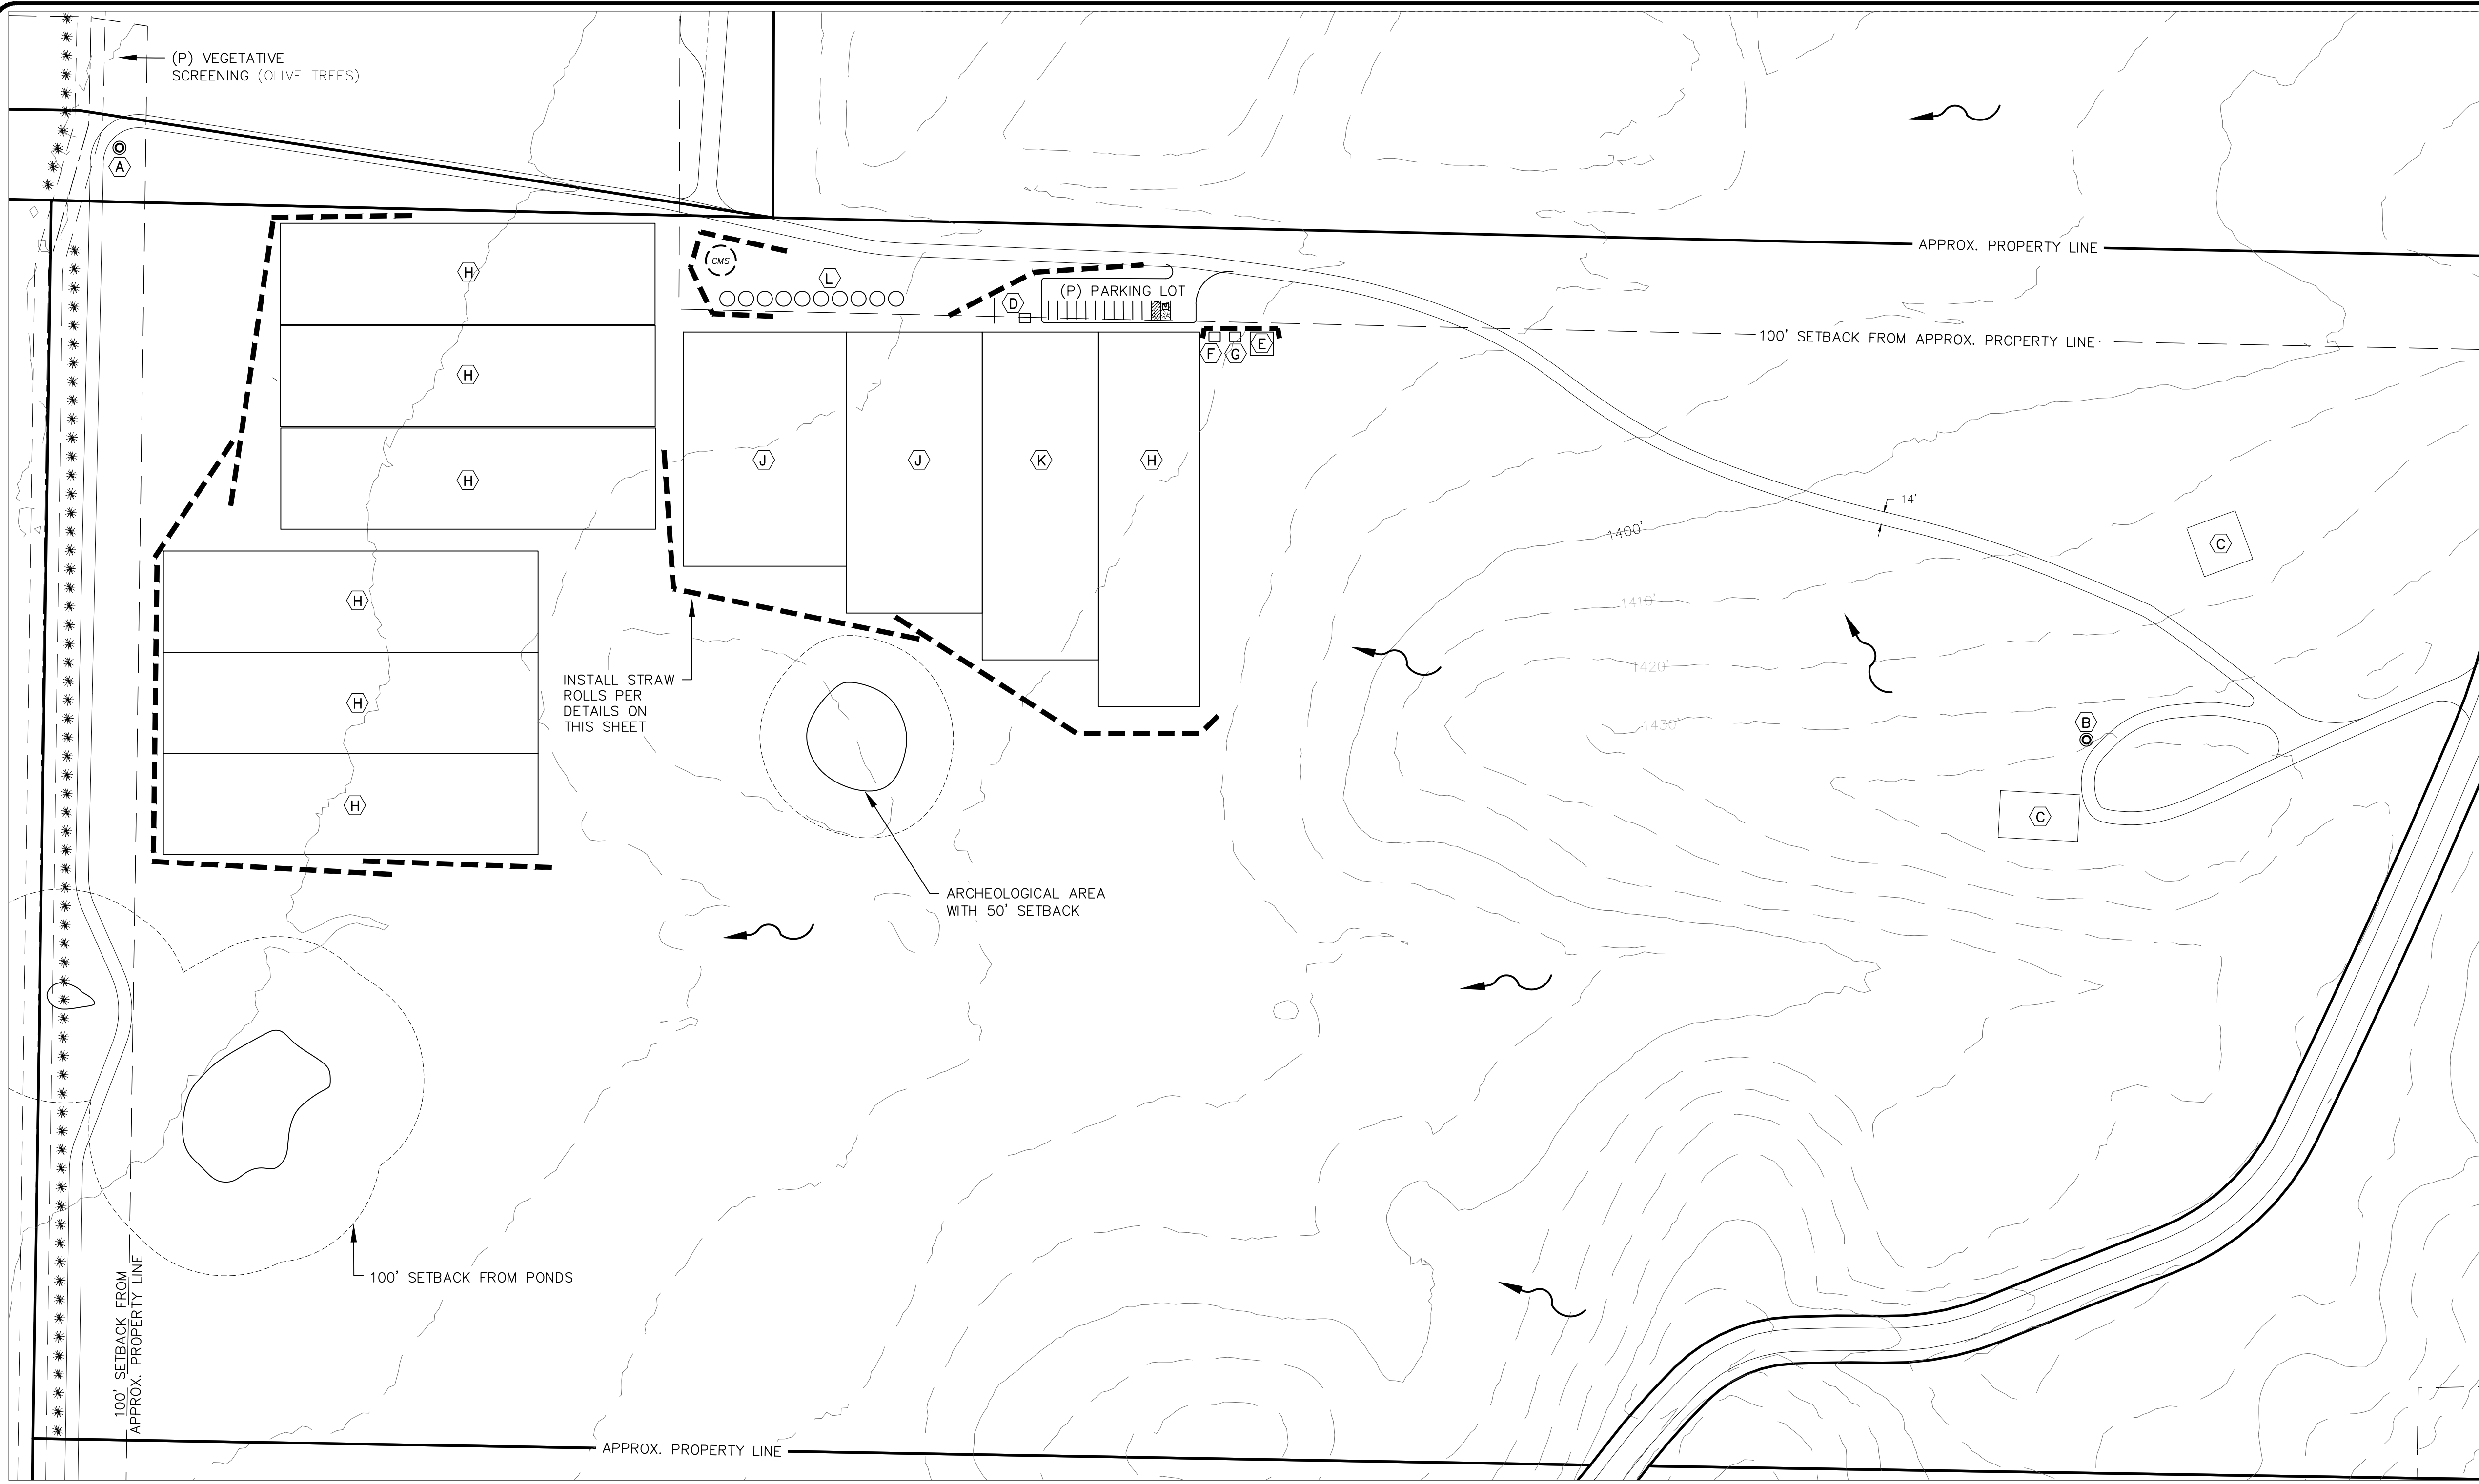 (P) VEGETATIVE
SCREENING (OLIVE TREES)
A
APPROX. PROPERTY LINE
H
CMS
L
D
(P) PARKING LOT
100' SETBACK FROM APPROX. PROPERTY LINE
F
G
E
H
H
J
J
K
H
14'
1400'
C
1410'
H
1420'
INSTALL STRAW
ROLLS PER
DETAILS ON
THIS SHEET
H
1430'
B
H
C
ARCHEOLOGICAL AREA
WITH 50' SETBACK
100' SETBACK FROM PONDS
100' SETBACK FROM
APPROX. PROPERTY LINE
APPROX. PROPERTY LINE